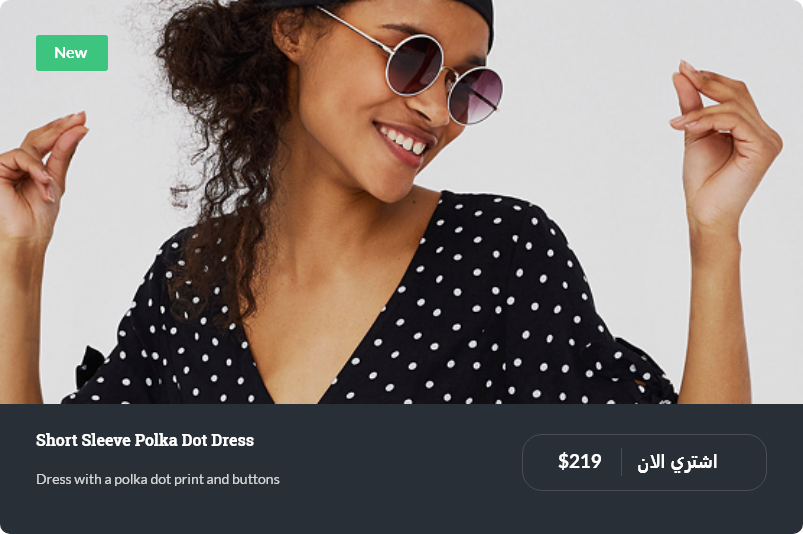 New
Short Sleeve Polka Dot Dress
Dress with a polka dot print and buttons
$219
اشتري الان